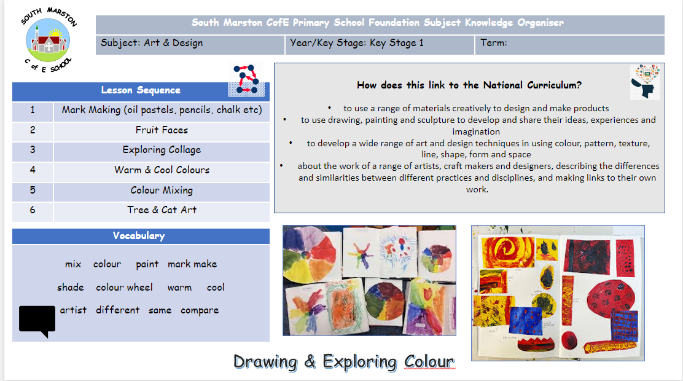 SOUTH MARSTON
C of E SCHOOL
South Marston CofE Primary School Foundation Subject Knowledge Organiser
Subject: Art & Design
Year/Key Stage: Key Stage 1
Term:
Lesson Sequence
1 Mark Making (oil pastels, pencils, chalk etc)
2 Fruit Faces
3 Exploring Collage
4 Warm & Cool Colours
5 Colour Mixing
6 Tree & Cat Art
Vocabulary
mix colour paint mark make
shade colour wheel warm cool
artist different same compare
How does this link to the National Curriculum?
• to use a range of materials creatively to design and make products
• to use drawing, painting and sculpture to develop and share their ideas, experiences and
imagination
• to develop a wide range of art and design techniques in using colour, pattern, texture,
line, shape, form and space
• about the work of a range of artists, craft makers and designers, describing the differences
and similarities between different practices and disciplines, and making links to their own
work.
Drawing & Exploring Colour